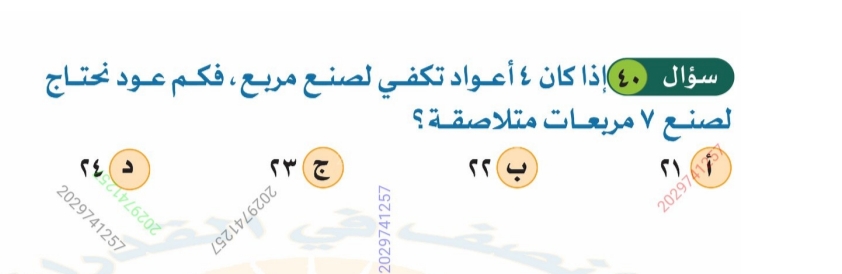 سؤال ٤٠ إذا كان ٤ أعواد تكفي لصنع مربع، فكم عود نحتاج
لصنع ٧ مربعات متلاصقة؟
أ ٢١ ب ٢٢ ج ٢٣ د ٢٤
2029741257
2029741257
2029741257
2029741257
2029741257